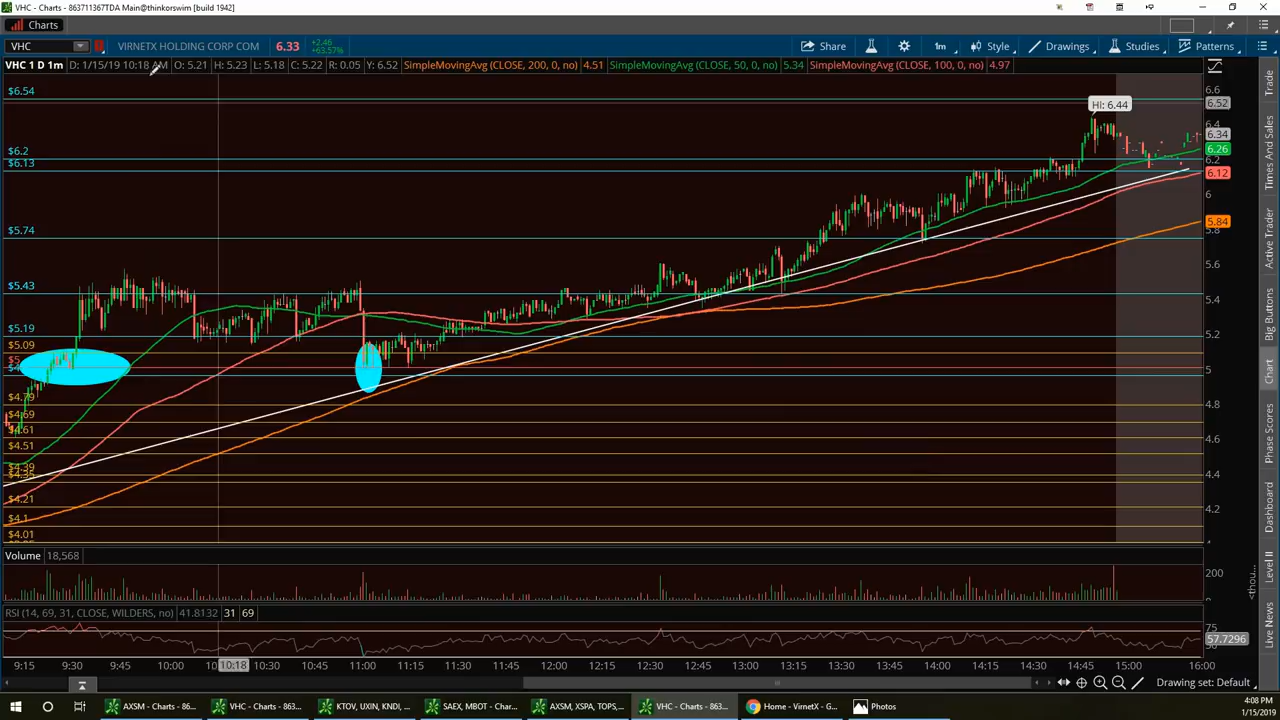 VHC - Charts - 863711367TDA Main@thinkorswim [build 1942]
Charts
VHC VIRNETX HOLDING CORP COM 6.33 +2.46 +63.57% Share 1m Style Drawings Studies Patterns
VHC 1 D 1m D: 1/15/19 10:18 AM O: 5.21 H: 5.23 L: 5.18 C: 5.22 R: 0.05 Y: 6.52 SimpleMovingAvg (CLOSE, 200, 0, no) 4.51 SimpleMovingAvg (CLOSE, 50, 0, no) 5.34 SimpleMovingAvg (CLOSE, 100, 0, no) 4.97
$6.54
$6.2
$6.13
$5.74
$5.43
$5.19
$5.09
$4.79
$4.69
$4.61
$4.51
$4.39
$4.35
$4.21
$4.1
$4.01
Hi: 6.44
6.6
6.52
6.4
6.34
6.26
6.2
6.12
6
5.84
5.8
5.6
5.4
5.2
5
4.8
4.6
4.4
4.2
4
Volume 18,568
200
0
RSI (14, 69, 31, CLOSE, WILDERS, no) 41.8132 31 69
75
57.7296
9:15 9:30 9:45 10:00 10:18 10:30 10:45 11:00 11:15 11:30 11:45 12:00 12:15 12:30 12:45 13:00 13:15 13:30 13:45 14:00 14:15 14:30 14:45 15:00 16:00
Drawing set: Default
Trade
Times And Sales
Active Trader
Big Buttons
Chart
Phase Scores
Dashboard
Level II
Live News
AXSM - Charts - 86...
VHC - Charts - 863...
KTOV, UXIN, KNDI, ...
SAEX, MBOT - Char...
AXSM, XSPA, TOPS,...
VHC - Charts - 863...
Home - VirnetX - G...
Photos
4:08 PM
1/15/2019